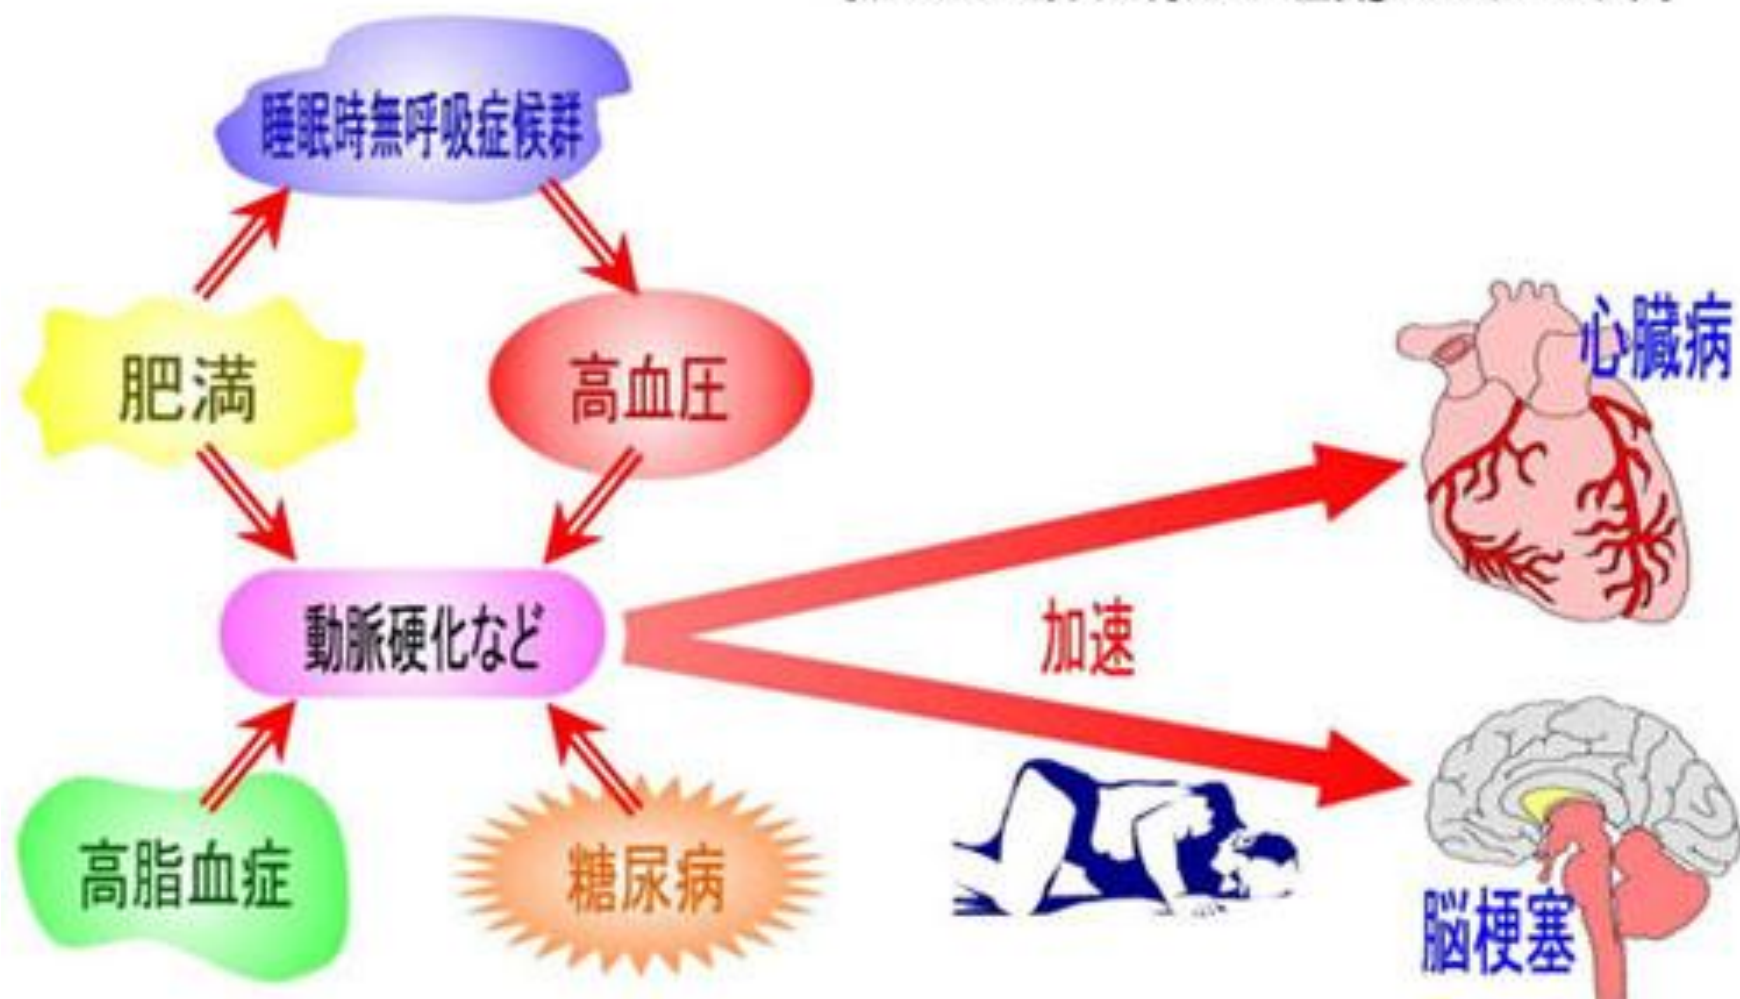 睡眠時無呼吸症候群
肥満
高血圧
心臓病
動脈硬化など
加速
高脂血症
糖尿病
脳梗塞